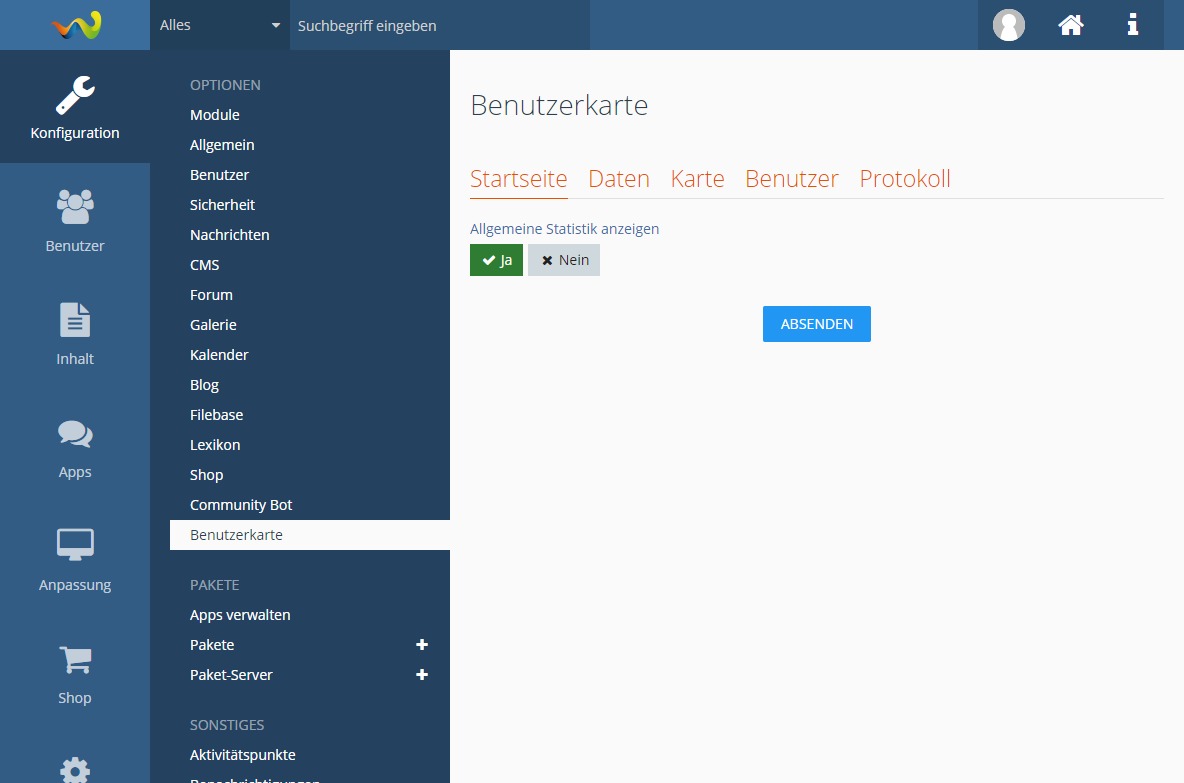 Alles
Suchbegriff eingeben
Konfiguration
Benutzer
Inhalt
Apps
Anpassung
Shop
OPTIONEN
Module
Allgemein
Benutzer
Sicherheit
Nachrichten
CMS
Forum
Galerie
Kalender
Blog
Filebase
Lexikon
Shop
Community Bot
Benutzerkarte
PAKETE
Apps verwalten
Pakete
Paket-Server
SONSTIGES
Aktivitätspunkte
Benachrichtigungen
Benutzerkarte
Startseite Daten Karte Benutzer Protokoll
Allgemeine Statistik anzeigen
Ja Nein
ABSENDEN